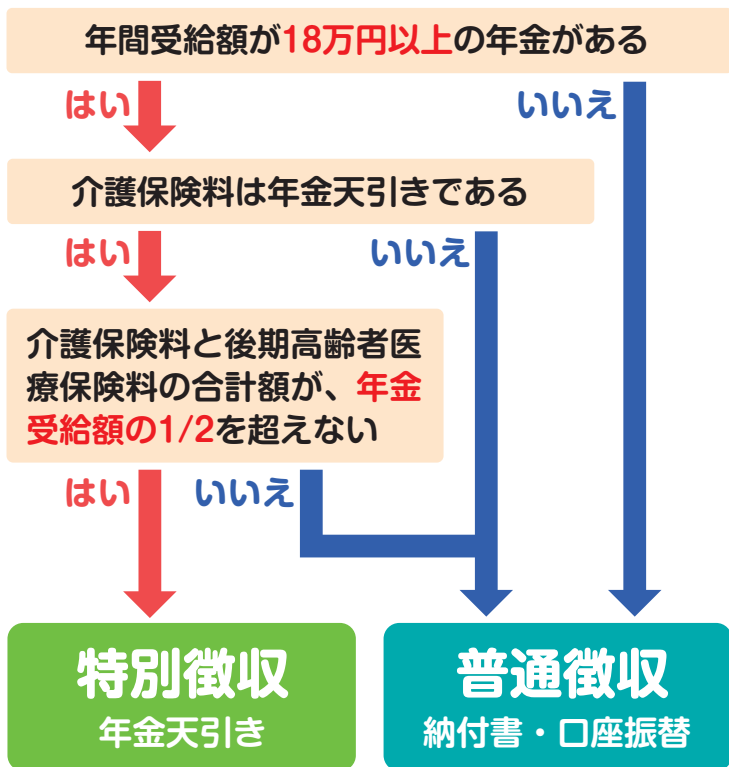 年間受給額が18万円以上の年金がある
はい
いいえ
介護保険料は年金天引きである
はい
いいえ
介護保険料と後期高齢者医
療保険料の合計額が、年金
受給額の1/2を超えない
はい
いいえ
特別徴収
年金天引き
普通徴収
納付書・口座振替